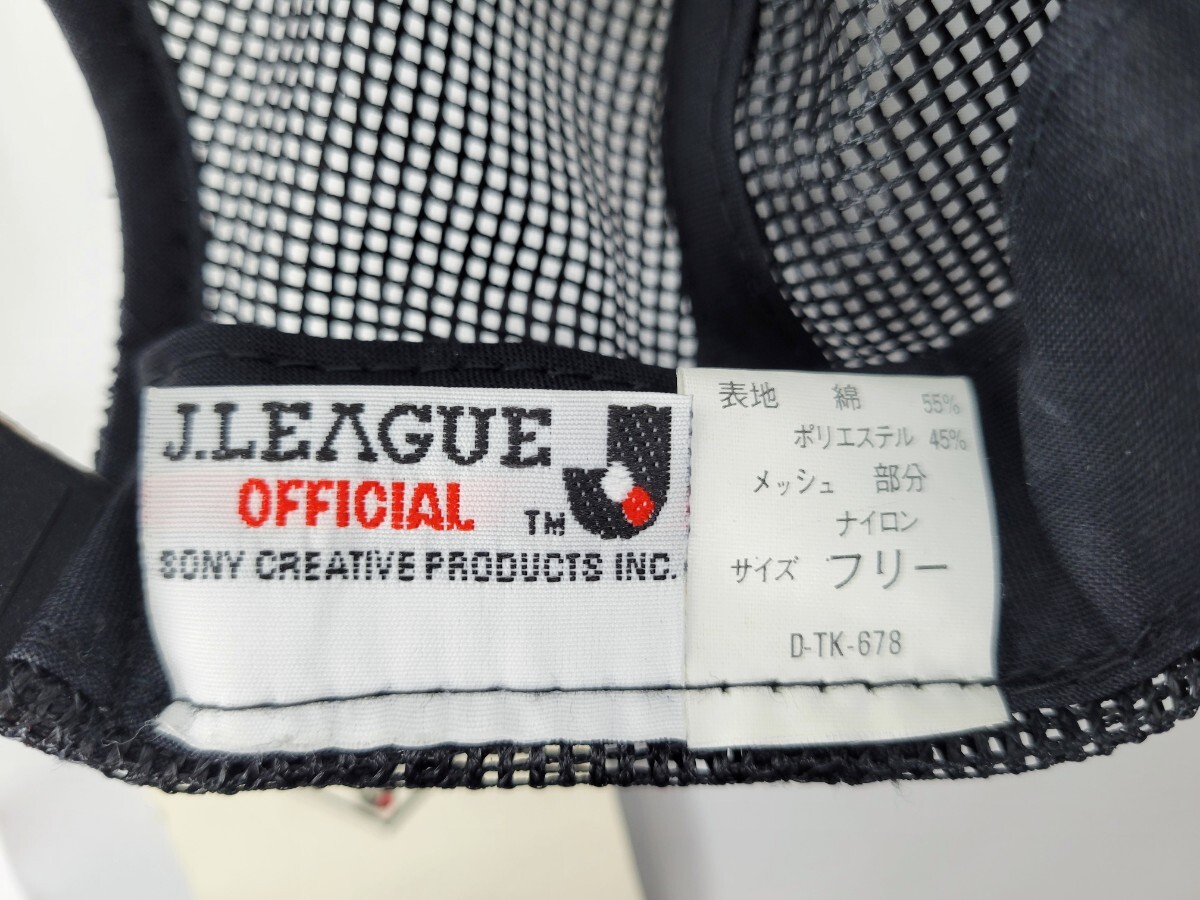 J.LEAGUE
OFFICIAL
TM
SONY CREATIVE PRODUCTS INC.
表地 綿 55%
ポリエステル 45%
メッシュ 部分
ナイロン
サイズ フリー
D-TK-678